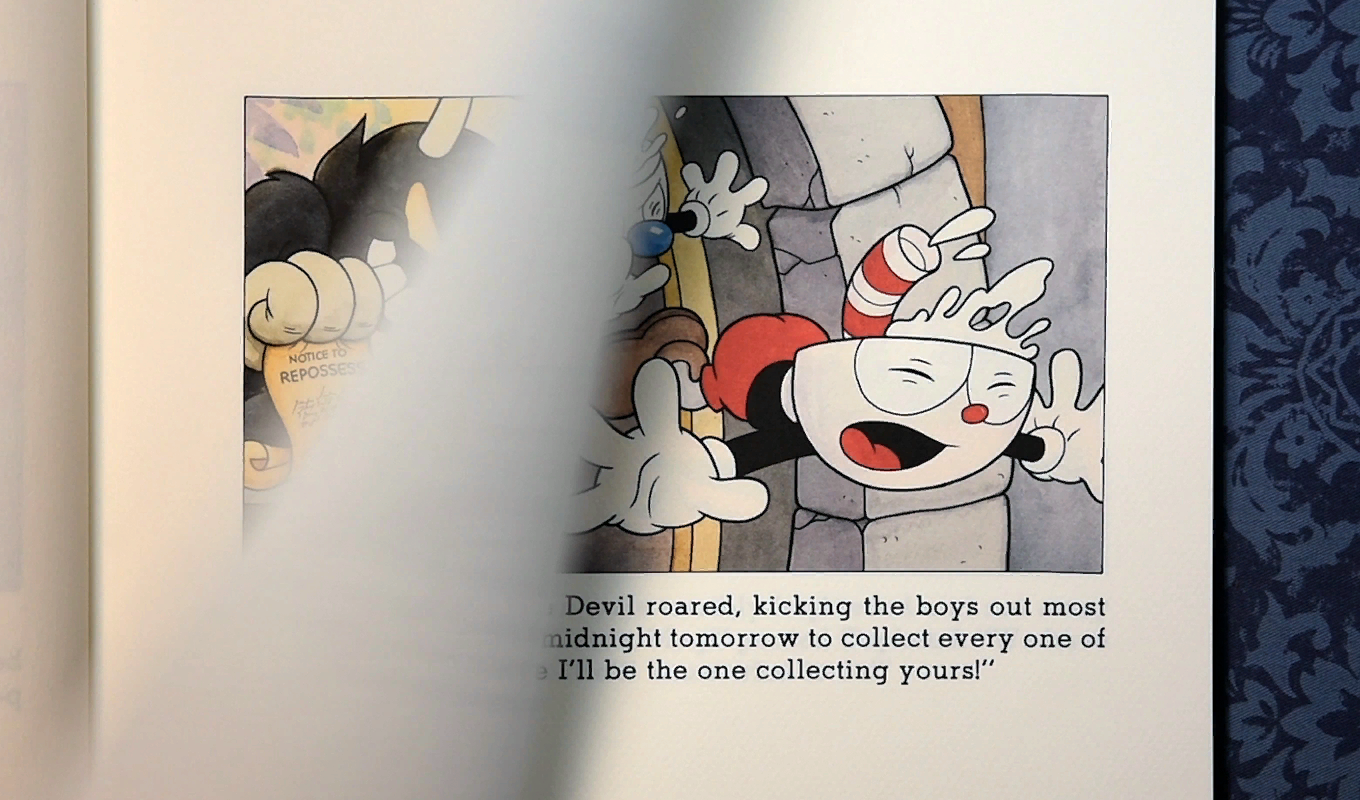 NOTICE TO
REPOSSESS
Devil roared, kicking the boys out most
midnight tomorrow to collect every one of
I’ll be the one collecting yours!“